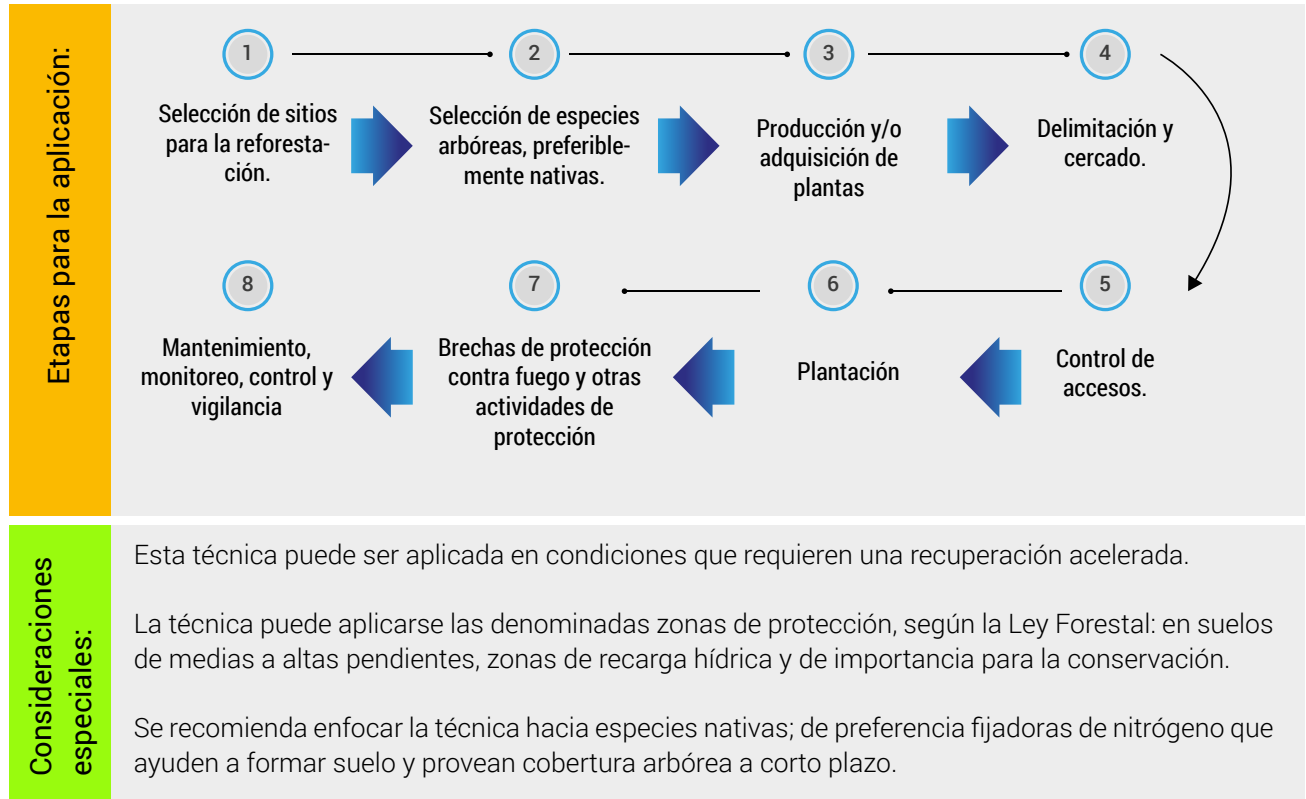 Etapas para la aplicación:
1
2
3
4
Selección de sitios
para la reforesta-
ción.
Selección de especies
arbóreas, preferible-
mente nativas.
Producción y/o
adquisición de
plantas
Delimitación y
cercado.
8
7
6
5
Mantenimiento,
monitoreo, control y
vigilancia
Brechas de protección
contra fuego y otras
actividades de
protección
Plantación
Control de
accesos.
Consideraciones
especiales:
Esta técnica puede ser aplicada en condiciones que requieren una recuperación acelerada.
La técnica puede aplicarse las denominadas zonas de protección, según la Ley Forestal: en suelos
de medias a altas pendientes, zonas de recarga hídrica y de importancia para la conservación.
Se recomienda enfocar la técnica hacia especies nativas; de preferencia fijadoras de nitrógeno que
ayuden a formar suelo y provean cobertura arbórea a corto plazo.